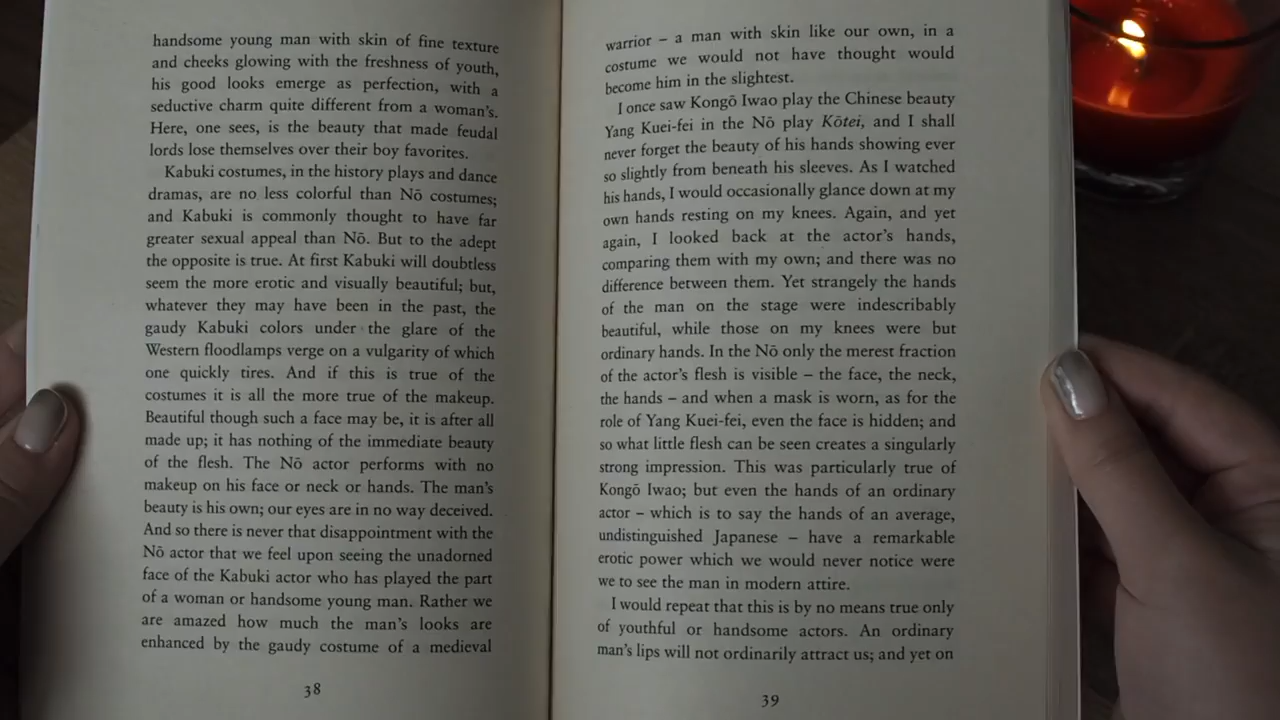 handsome young man with skin of fine texture
and cheeks glowing with the freshness of youth,
his good looks emerge as perfection, with a
seductive charm quite different from a woman's.
Here, one sees, is the beauty that made feudal
lords lose themselves over their boy favorites.
Kabuki costumes, in the history plays and dance
dramas, are no less colorful than Nō costumes;
and Kabuki is commonly thought to have far
greater sexual appeal than Nō. But to the adept
the opposite is true. At first Kabuki will doubtless
seem the more erotic and visually beautiful; but,
whatever they may have been in the past, the
gaudy Kabuki colors under the glare of the
Western floodlamps verge on a vulgarity of which
one quickly tires. And if this is true of the
costumes it is all the more true of the makeup.
Beautiful though such a face may be, it is after all
made up; it has nothing of the immediate beauty
of the flesh. The Nō actor performs with no
makeup on his face or neck or hands. The man's
beauty is his own; our eyes are in no way deceived.
And so there is never that disappointment with the
Nō actor that we feel upon seeing the unadorned
face of the Kabuki actor who has played the part
of a woman or handsome young man. Rather we
are amazed how much the man's looks are
enhanced by the gaudy costume of a medieval
38
warrior – a man with skin like our own, in a
costume we would not have thought would
become him in the slightest.
I once saw Kongō Iwao play the Chinese beauty
Yang Kuei-fei in the Nō play Kōtei, and I shall
never forget the beauty of his hands showing ever
so slightly from beneath his sleeves. As I watched
his hands, I would occasionally glance down at my
own hands resting on my knees. Again, and yet
again, I looked back at the actor's hands,
comparing them with my own; and there was no
difference between them. Yet strangely the hands
of the man on the stage were indescribably
beautiful, while those on my knees were but
ordinary hands. In the Nō only the merest fraction
of the actor's flesh is visible – the face, the neck,
the hands – and when a mask is worn, as for the
role of Yang Kuei-fei, even the face is hidden; and
so what little flesh can be seen creates a singularly
strong impression. This was particularly true of
Kongō Iwao; but even the hands of an ordinary
actor – which is to say the hands of an average,
undistinguished Japanese – have a remarkable
erotic power which we would never notice were
we to see the man in modern attire.
I would repeat that this is by no means true only
of youthful or handsome actors. An ordinary
man's lips will not ordinarily attract us; and yet on
39